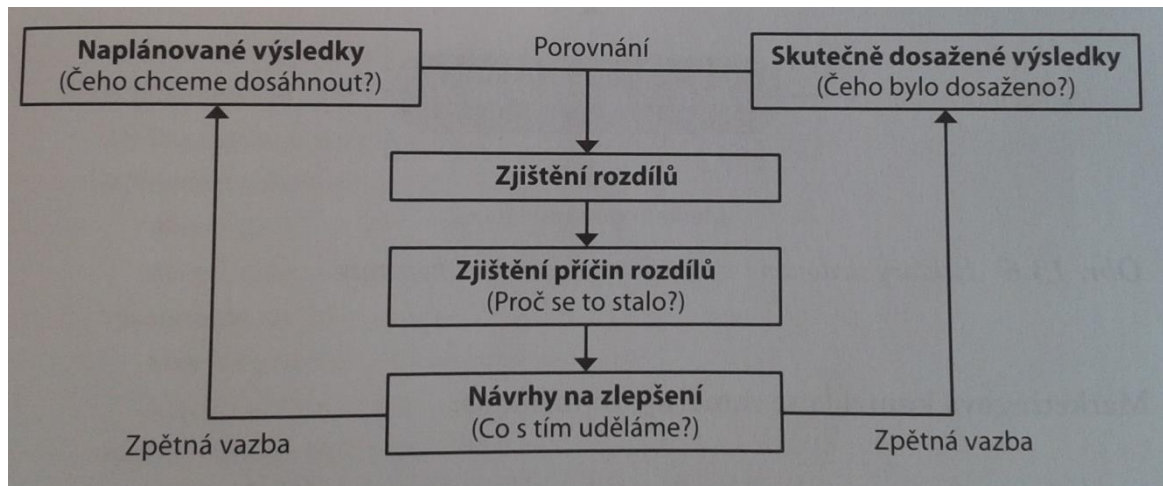 Naplánované výsledky
(Čeho chceme dosáhnout?)
Porovnání
Skutečně dosažené výsledky
(Čeho bylo dosaženo?)
Zjištění rozdílů
Zjištění příčin rozdílů
(Proč se to stalo?)
Návrhy na zlepšení
(Co s tím uděláme?)
Zpětná vazba
Zpětná vazba